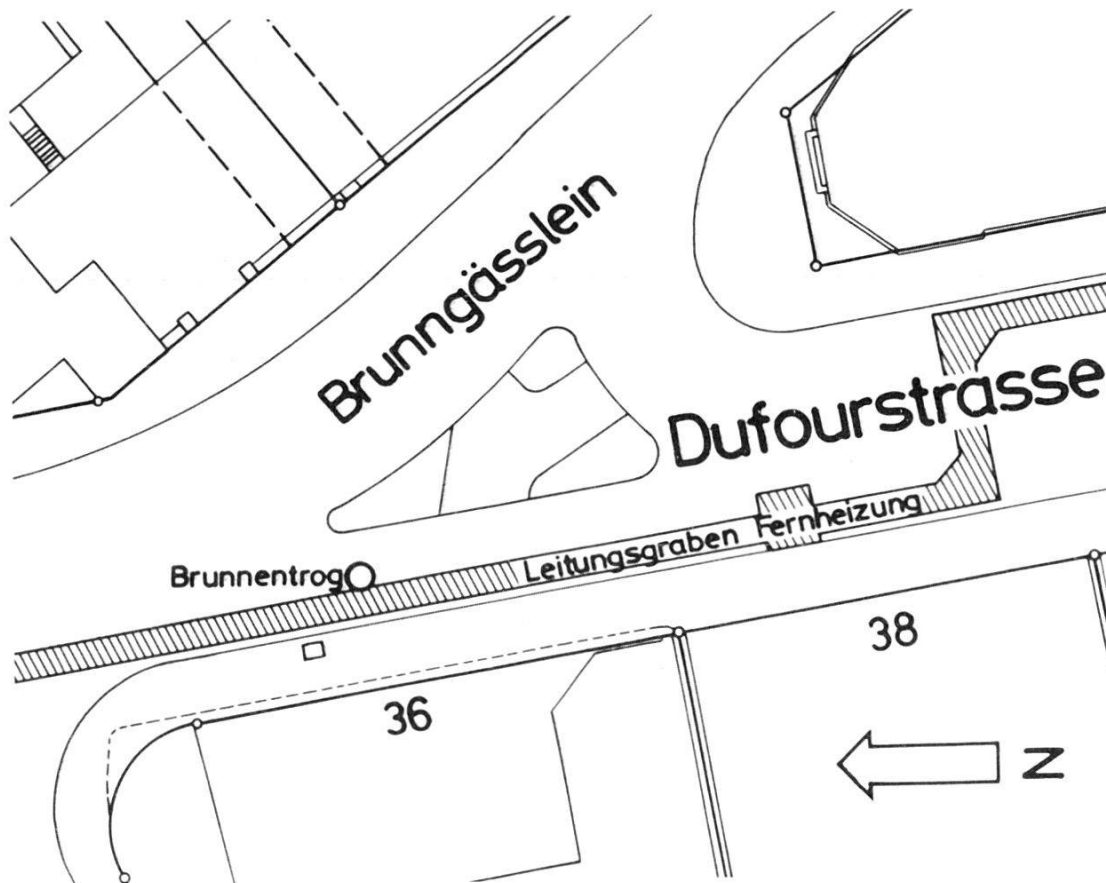 Brunngässlein
Dufourstrasse
Leitungsgraben Fernheizung
Brunnentrog
38
36
N